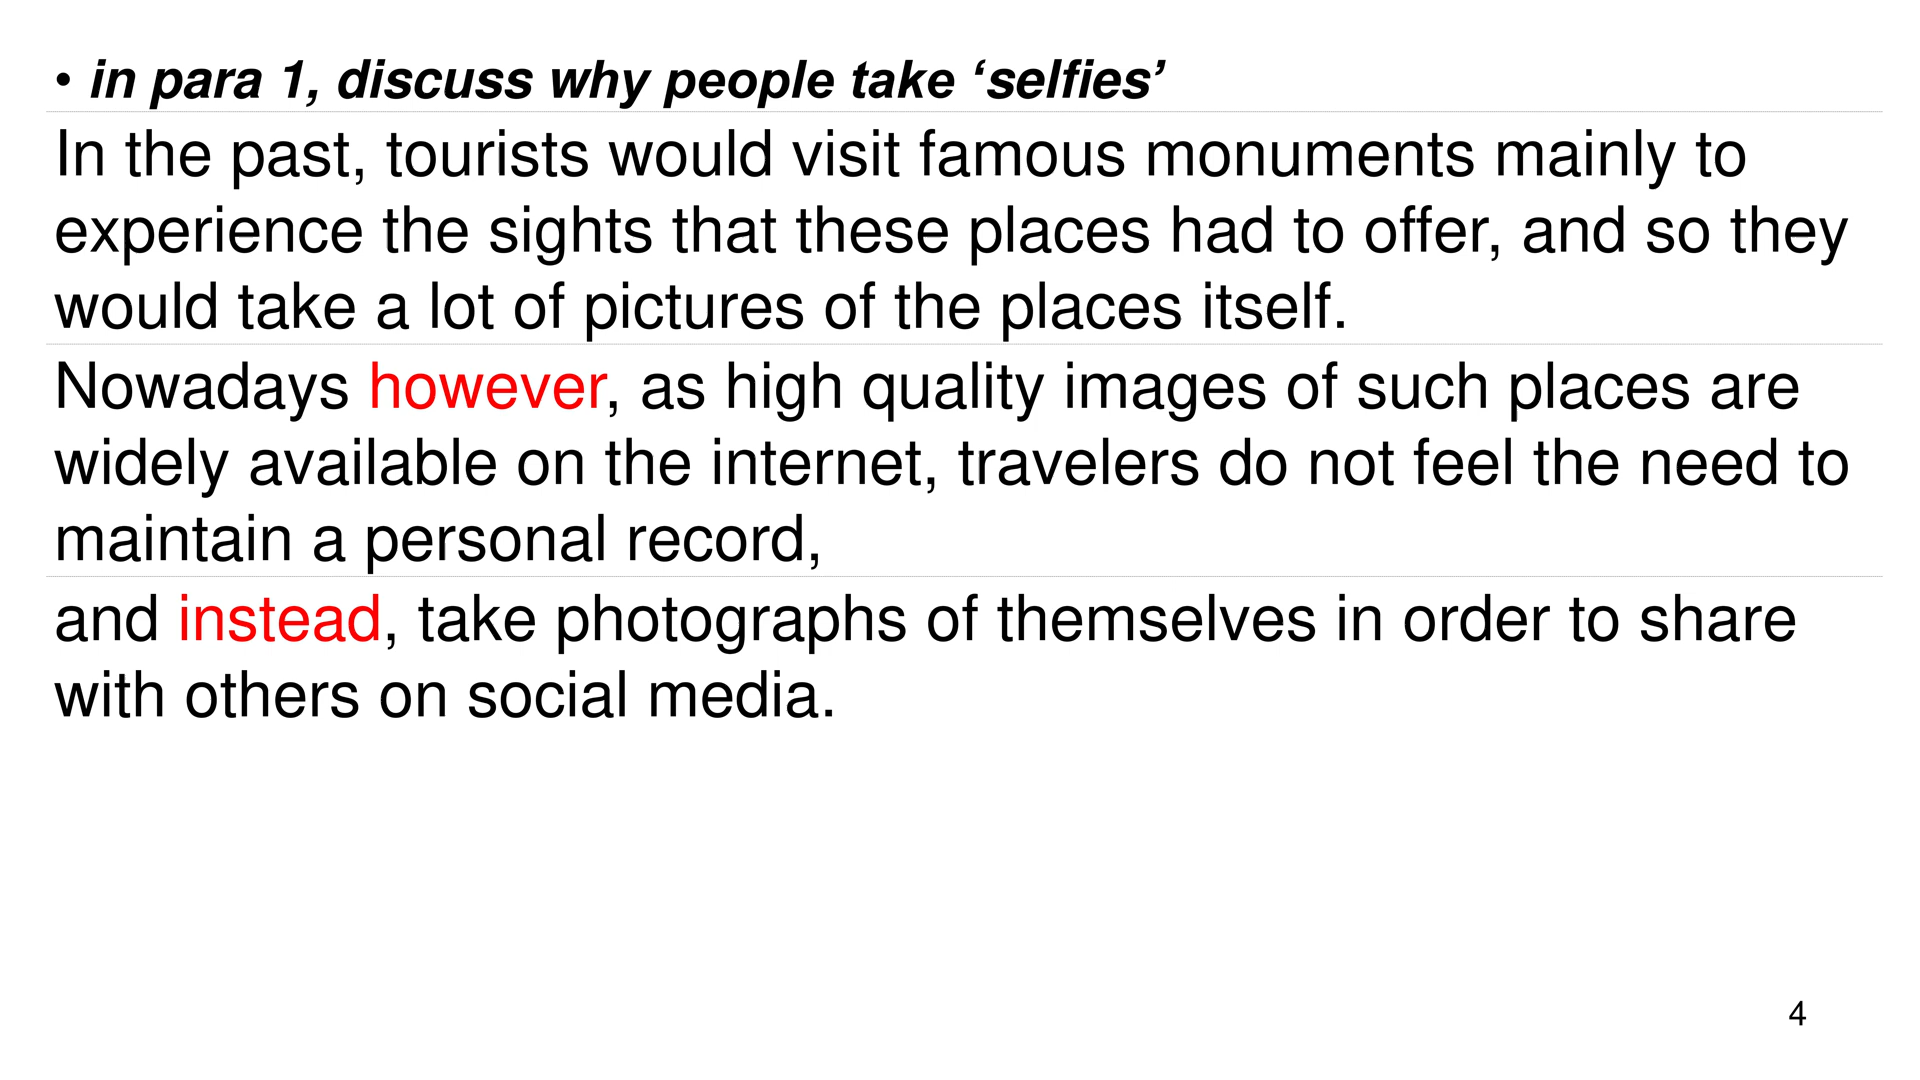 • in para 1, discuss why people take ‘selfies’
In the past, tourists would visit famous monuments mainly to
experience the sights that these places had to offer, and so they
would take a lot of pictures of the places itself.
Nowadays however, as high quality images of such places are
widely available on the internet, travelers do not feel the need to
maintain a personal record,
and instead, take photographs of themselves in order to share
with others on social media.
4